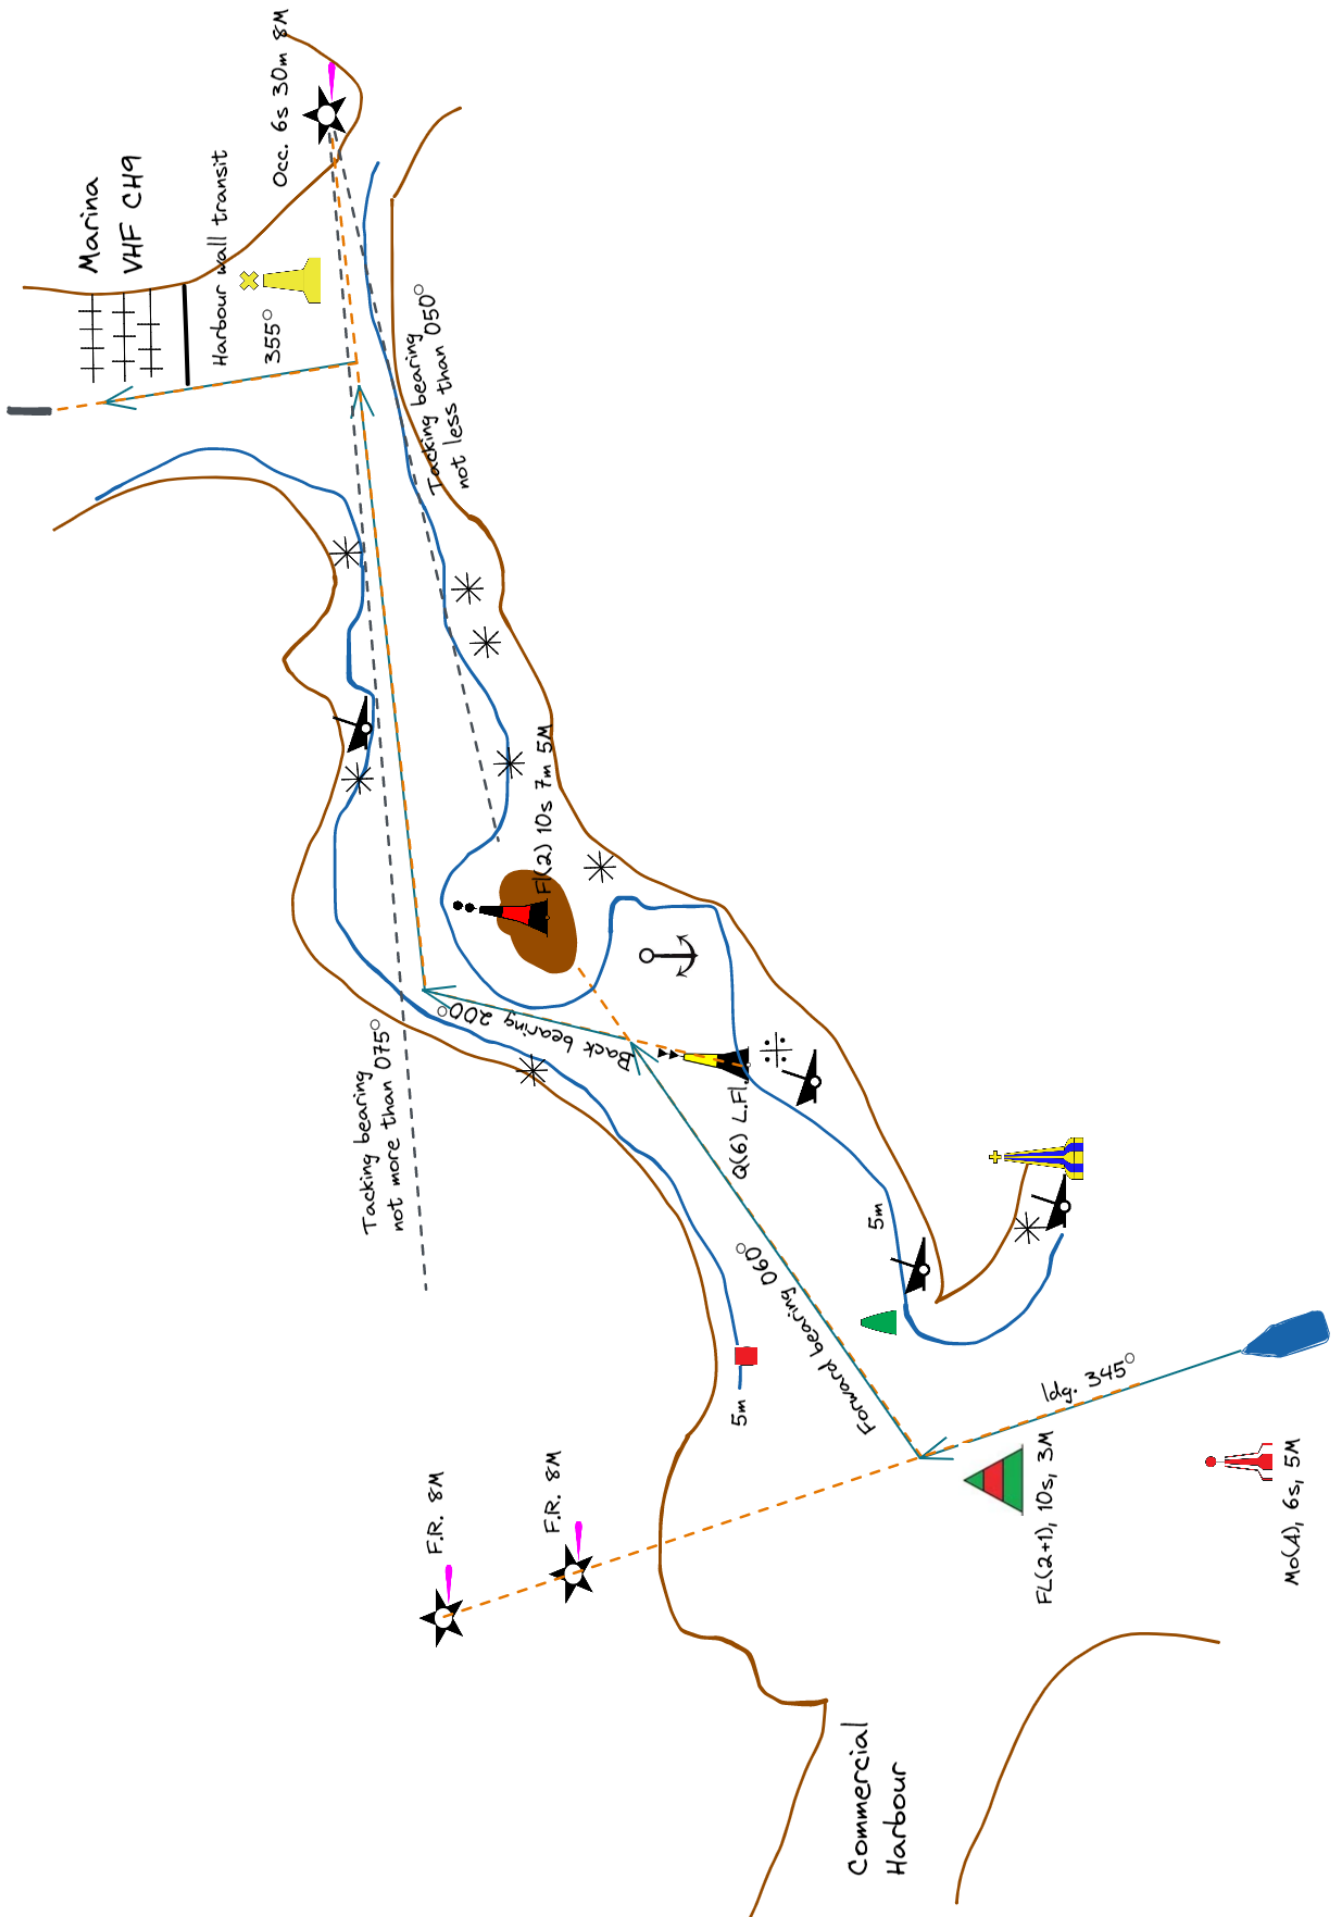 Occ. 6s 30m 8M
Marina
VHF CH9
Harbour wall transit
355°
Tacking bearing
not less than 050°
Fl(2) 10s 7m 5M
Tacking bearing
not more than 075°
Back bearing 200°
Q(6) L.Fl.
5m
Forward bearing 060°
5m
ldg. 345°
F.R. 8M
F.R. 8M
FL(2+1), 10s, 3M
Mo(A), 6s, 5M
Commercial
Harbour